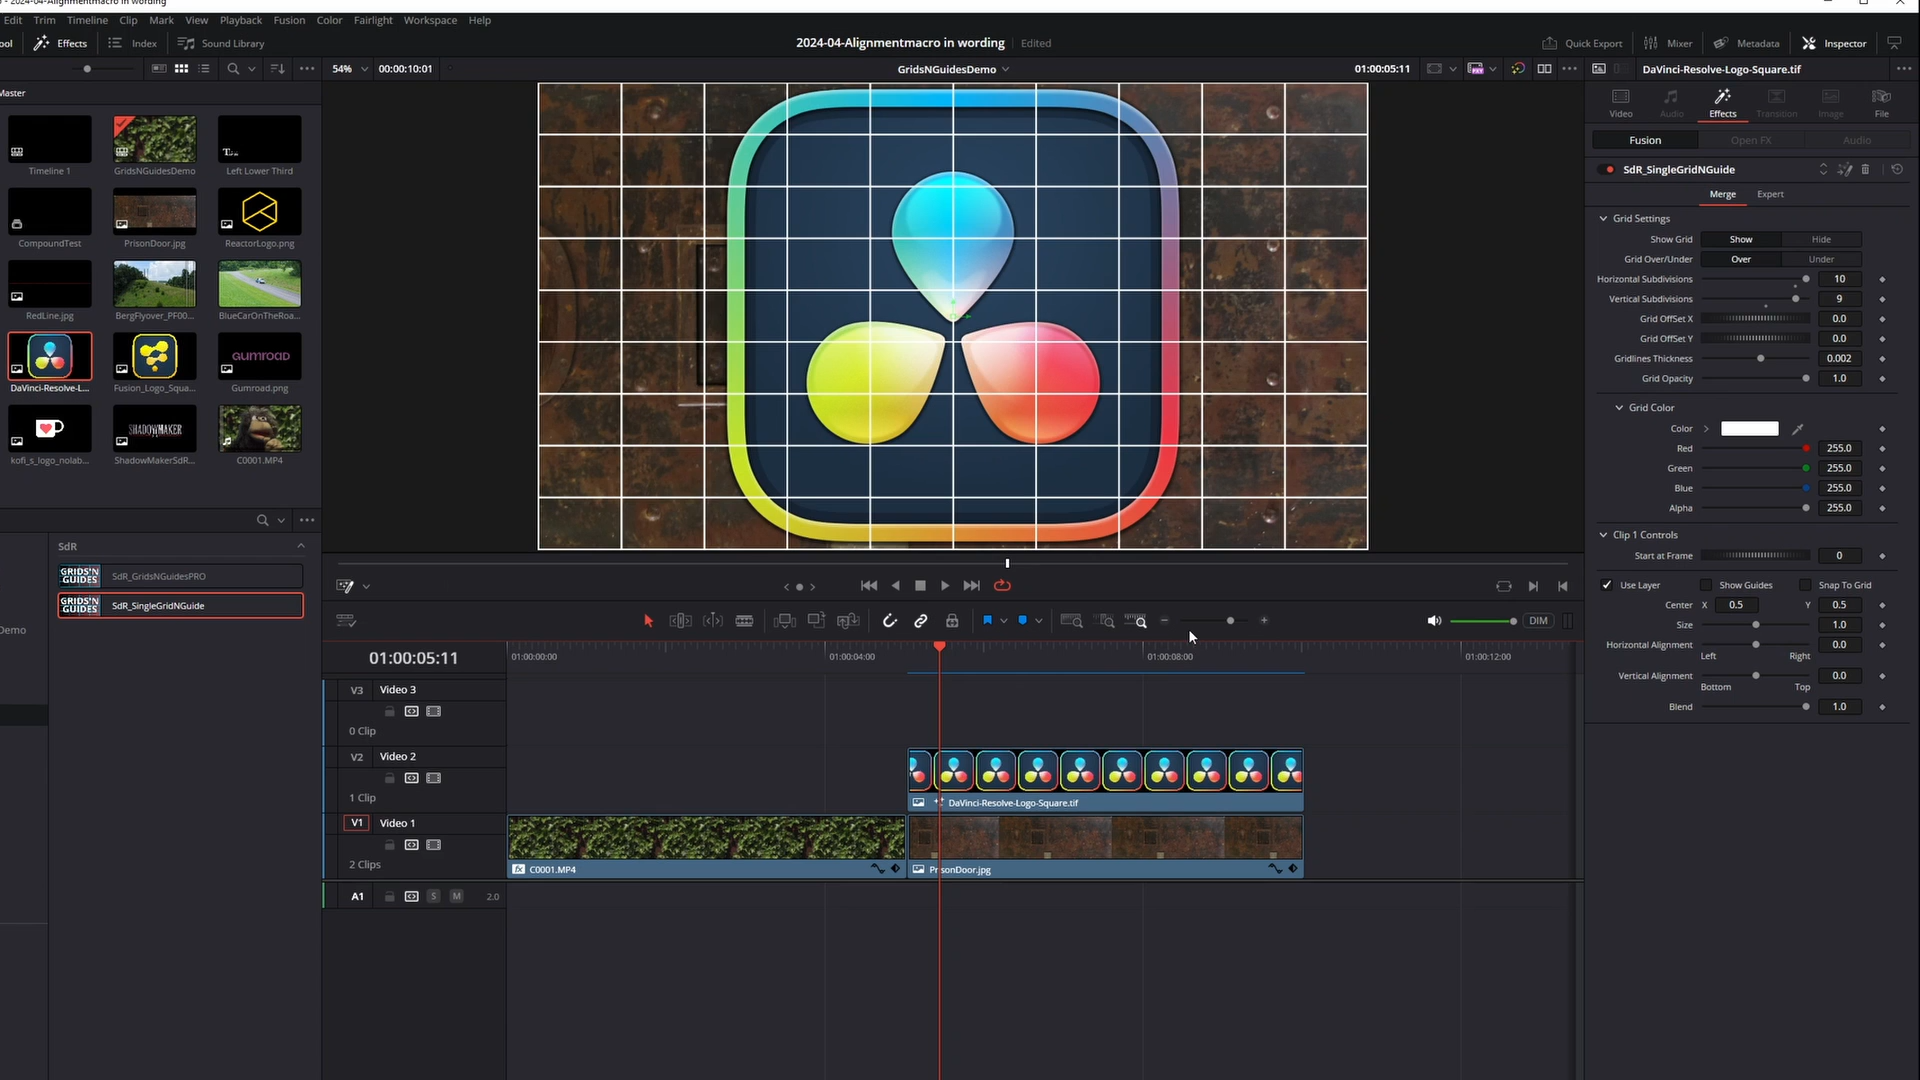 - 2024-04-Alignmentmacro in wording
Edit Trim Timeline Clip Mark View Playback Fusion Color Fairlight Workspace Help
ool Effects Index Sound Library
2024-04-Alignmentmacro in wording Edited
Quick Export Mixer Metadata Inspector
54% 00:00:10:01
GridsNGuidesDemo
01:00:05:11
DaVinci-Resolve-Logo-Square.tif
Master
Timeline 1
GridsNGuidesDemo
Left Lower Third
CompoundTest
PrisonDoor.jpg
ReactorLogo.png
RedLine.jpg
BergFlyover_PF00...
BlueCarOnTheRoa...
DaVinci-Resolve-L...
Fusion_Logo_Squa...
GUMROAD
Gumroad.png
kofi_s_logo_nolab...
SHADOWMAKER
ShadowMakerSdR...
C0001.MP4
SdR
GRIDS'N GUIDES SdR_GridsNGuidesPRO
GRIDS'N GUIDES SdR_SingleGridNGuide
Demo
Video Audio Effects Transition Image File
Fusion Open FX Audio
SdR_SingleGridNGuide
Merge Expert
Grid Settings
Show Grid Show Hide
Grid Over/Under Over Under
Horizontal Subdivisions 10
Vertical Subdivisions 9
Grid OffSet X 0.0
Grid OffSet Y 0.0
Gridlines Thickness 0.002
Grid Opacity 1.0
Grid Color
Color
Red 255.0
Green 255.0
Blue 255.0
Alpha 255.0
Clip 1 Controls
Start at Frame 0
Use Layer Show Guides Snap To Grid
Center X 0.5 Y 0.5
Size 1.0
Horizontal Alignment 0.0
Left Right
Vertical Alignment 0.0
Bottom Top
Blend 1.0
DIM
01:00:05:11
01:00:00:00 01:00:04:00 01:00:08:00 01:00:12:00
V3 Video 3
0 Clip
V2 Video 2
1 Clip
DaVinci-Resolve-Logo-Square.tif
V1 Video 1
2 Clips
C0001.MP4
PrisonDoor.jpg
A1 S M 2.0